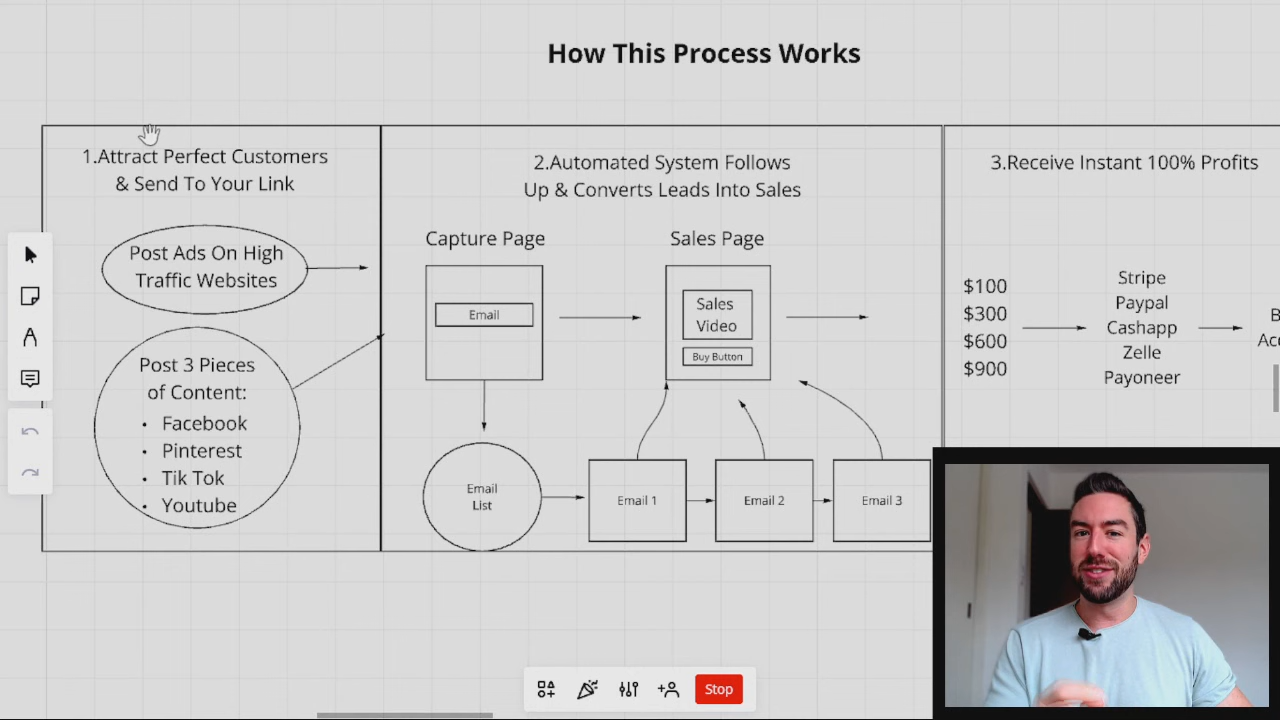 How This Process Works
1.Attract Perfect Customers
& Send To Your Link
Post Ads On High
Traffic Websites
Post 3 Pieces
of Content:
• Facebook
• Pinterest
• Tik Tok
• Youtube
2.Automated System Follows
Up & Converts Leads Into Sales
Capture Page
Email
Sales Page
Sales
Video
Buy Button
Email
List
Email 1
Email 2
Email 3
3.Receive Instant 100% Profits
$100
$300
$600
$900
Stripe
Paypal
Cashapp
Zelle
Payoneer
Stop